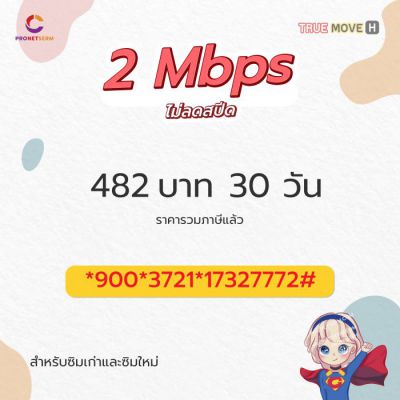 PRONETSERM
TRUE MOVE H
2 Mbps
ไม่ลดสปีด
482 บาท 30 วัน
ราคารวมภาษีแล้ว
*900*3721*17327772#
สำหรับซิมเก่าและซิมใหม่